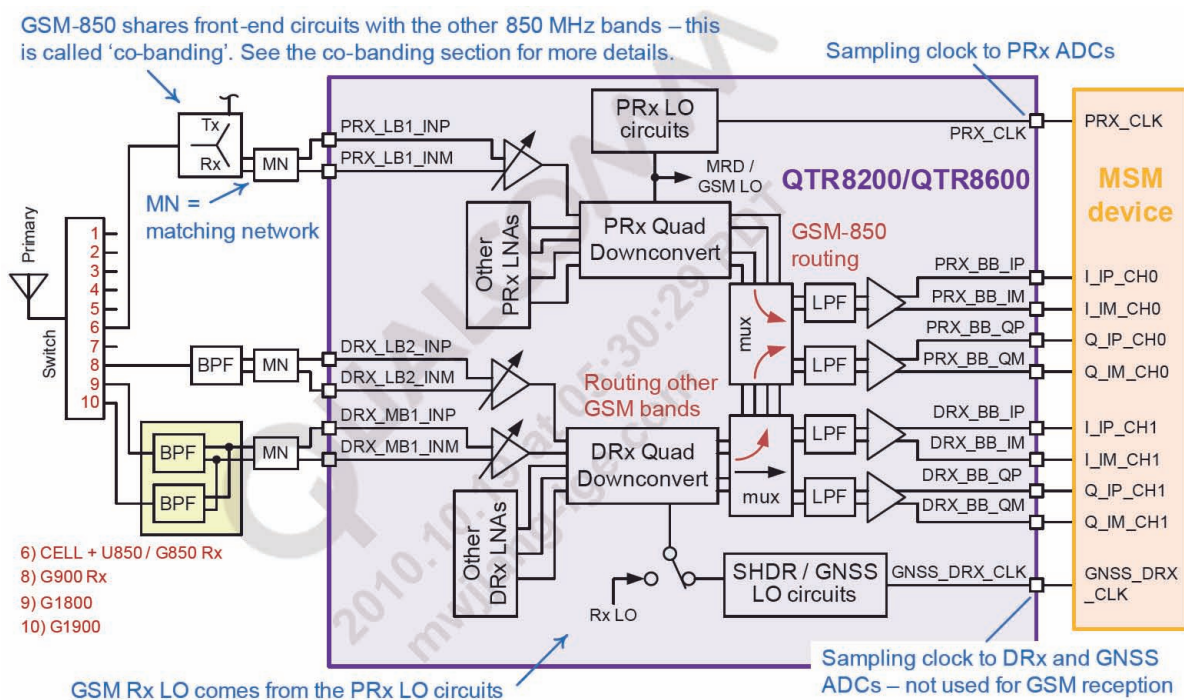 GSM-850 shares front-end circuits with the other 850 MHz bands – this
is called 'co-banding'. See the co-banding section for more details.
Sampling clock to PRx ADCs
Tx
Rx
MN
PRX_LB1_INP
PRX_LB1_INM
PRx LO
circuits
PRX_CLK
PRX_CLK
MRD /
GSM LO
QTR8200/QTR8600
MSM
device
MN =
matching network
Primary
Switch
1
2
3
4
5
6
7
8
9
10
Other
PRx LNAs
PRx Quad
Downconvert
GSM-850
routing
mux
LPF
LPF
PRX_BB_IP
PRX_BB_IM
PRX_BB_QP
PRX_BB_QM
I_IP_CH0
I_IM_CH0
Q_IP_CH0
Q_IM_CH0
BPF
MN
DRX_LB2_INP
DRX_LB2_INM
Routing other
GSM bands
DRX_MB1_INP
DRX_MB1_INM
BPF
BPF
MN
DRx Quad
Downconvert
mux
LPF
LPF
DRX_BB_IP
DRX_BB_IM
DRX_BB_QP
DRX_BB_QM
I_IP_CH1
I_IM_CH1
Q_IP_CH1
Q_IM_CH1
Other
DRx LNAs
6) CELL + U850 / G850 Rx
8) G900 Rx
9) G1800
10) G1900
Rx LO
SHDR / GNSS
LO circuits
GNSS_DRX_CLK
GNSS_DRX
_CLK
GSM Rx LO comes from the PRx LO circuits
Sampling clock to DRx and GNSS
ADCs – not used for GSM reception
QUALCOMM